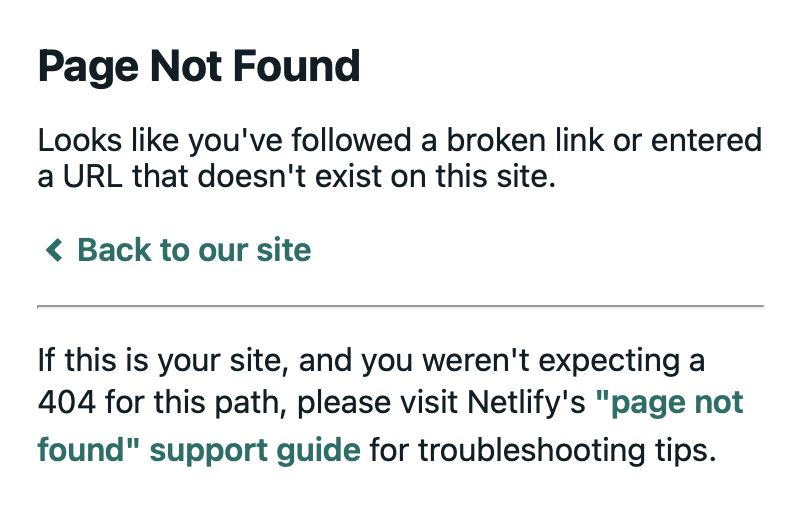 Page Not Found
Looks like you've followed a broken link or entered
a URL that doesn't exist on this site.
Back to our site
If this is your site, and you weren't expecting a
404 for this path, please visit Netlify's "page not
found" support guide for troubleshooting tips.